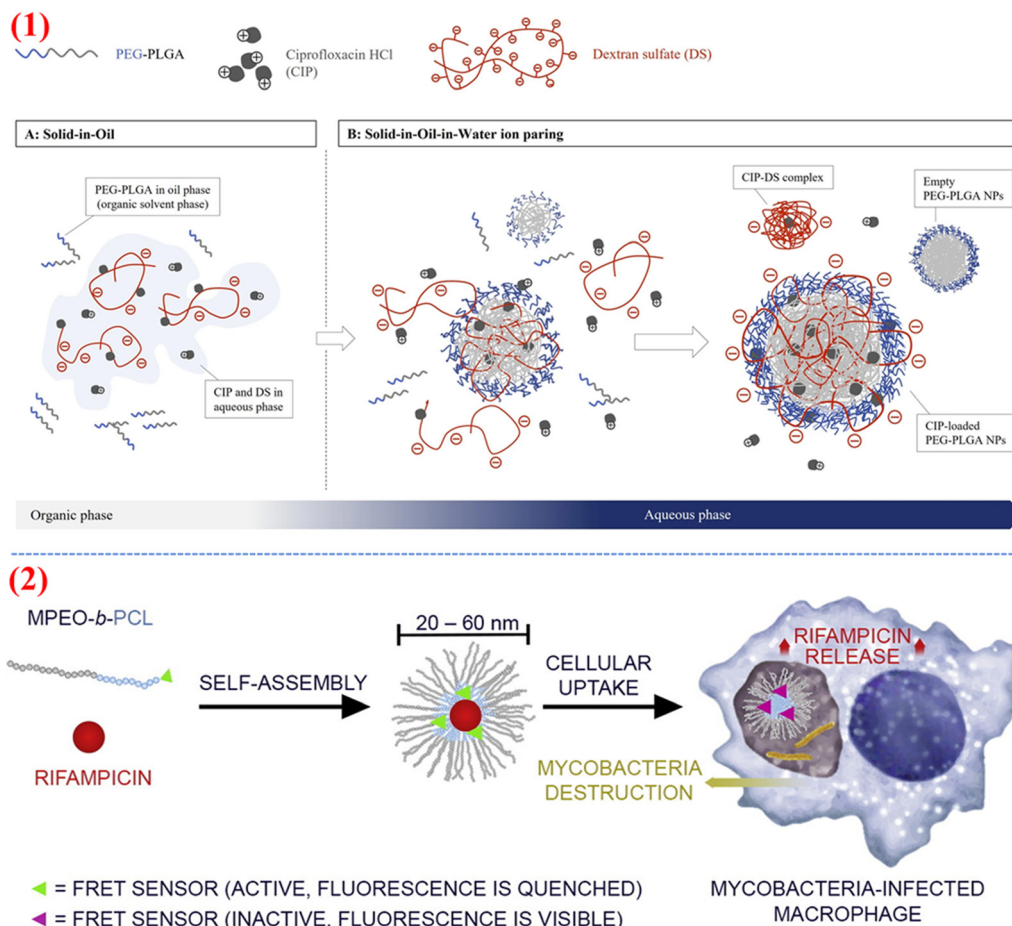 (1)
PEG-PLGA
Ciprofloxacin HCl
(CIP)
Dextran sulfate (DS)
A: Solid-in-Oil
B: Solid-in-Oil-in-Water ion paring
PEG-PLGA in oil phase
(organic solvent phase)
CIP and DS in
aqueous phase
CIP-DS complex
Empty
PEG-PLGA NPs
CIP-loaded
PEG-PLGA NPs
Organic phase
Aqueous phase
(2)
MPEO-b-PCL
RIFAMPICIN
SELF-ASSEMBLY
20 – 60 nm
CELLULAR
UPTAKE
RIFAMPICIN
RELEASE
MYCOBACTERIA
DESTRUCTION
= FRET SENSOR (ACTIVE, FLUORESCENCE IS QUENCHED)
= FRET SENSOR (INACTIVE, FLUORESCENCE IS VISIBLE)
MYCOBACTERIA-INFECTED
MACROPHAGE